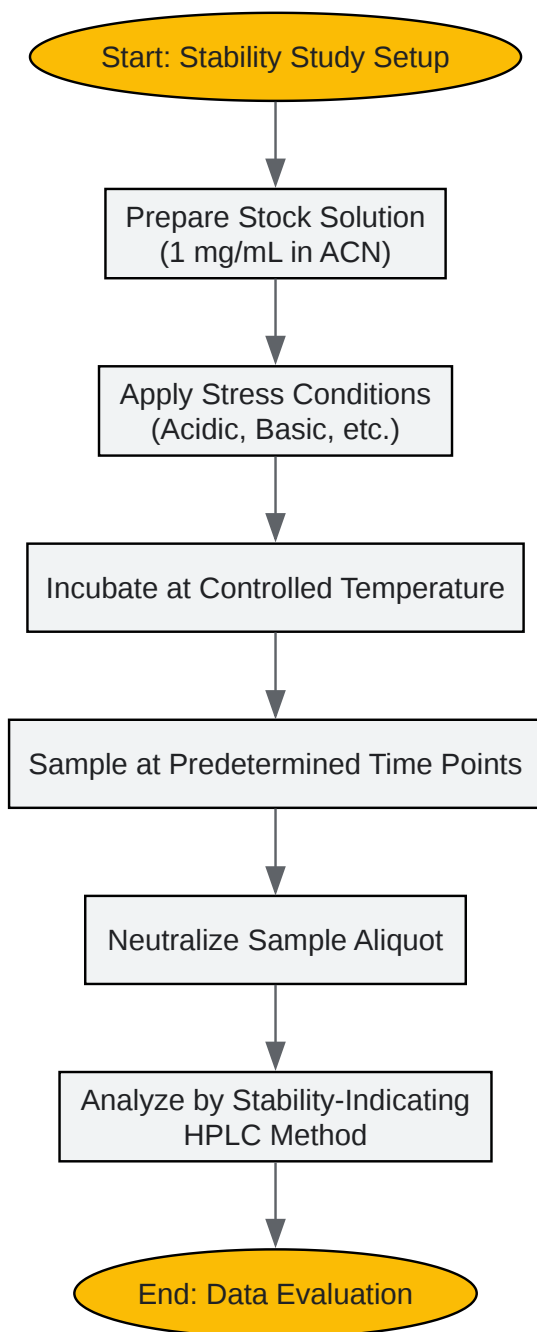 Start: Stability Study Setup
Prepare Stock Solution
(1 mg/mL in ACN)
Apply Stress Conditions
(Acidic, Basic, etc.)
Incubate at Controlled Temperature
Sample at Predetermined Time Points
Neutralize Sample Aliquot
Analyze by Stability-Indicating
HPLC Method
End: Data Evaluation